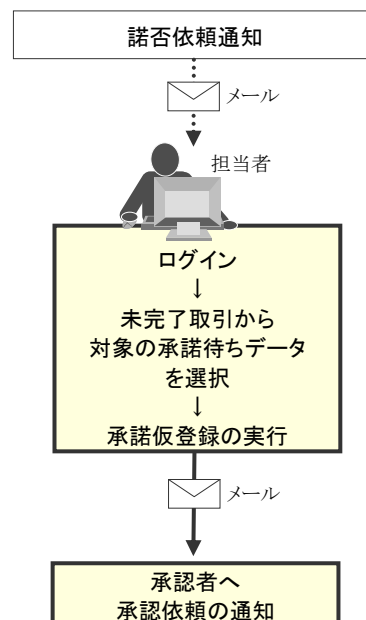 諾否依頼通知
メール
担当者
ログイン
↓
未完了取引から
対象の承諾待ちデータ
を選択
↓
承諾仮登録の実行
メール
承認者へ
承認依頼の通知